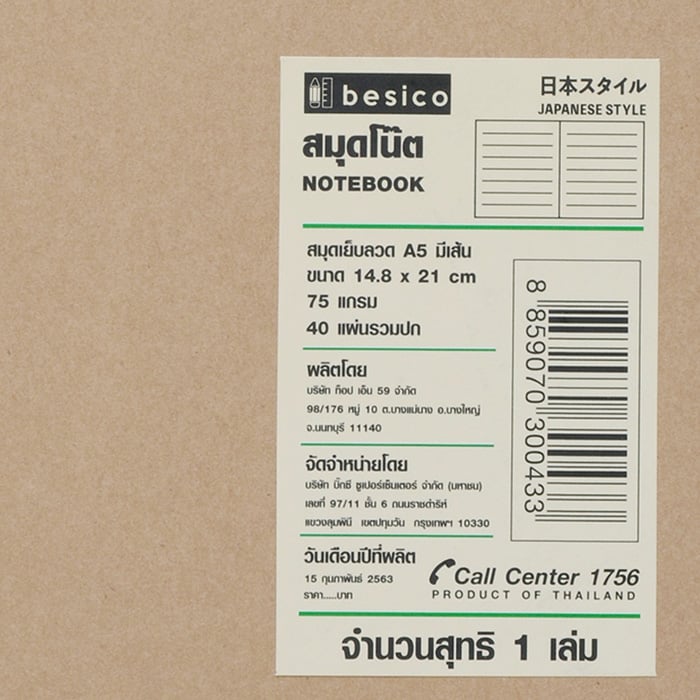 besico
日本スタイル
JAPANESE STYLE
สมุดโน๊ต
NOTEBOOK
สมุดเย็บลวด A5 มีเส้น
ขนาด 14.8 x 21 cm
75 แกรม
40 แผ่นรวมปก
ผลิตโดย
บริษัท ท็อป เอ็น 59 จำกัด
98/176 หมู่ 10 ต.บางแม่นาง อ.บางใหญ่
จ.นนทบุรี 11140
จัดจำหน่ายโดย
บริษัท บิ๊กซี ซูเปอร์เซ็นเตอร์ จำกัด (มหาชน)
เลขที่ 97/11 ชั้น 6 ถนนราชดำริห์
แขวงลุมพินี เขตปทุมวัน กรุงเทพฯ 10330
วันเดือนปีที่ผลิต
15 กุมภาพันธ์ 2563
ราคา.....บาท
8 859070 300433
Call Center 1756
PRODUCT OF THAILAND
จำนวนสุทธิ 1 เล่ม